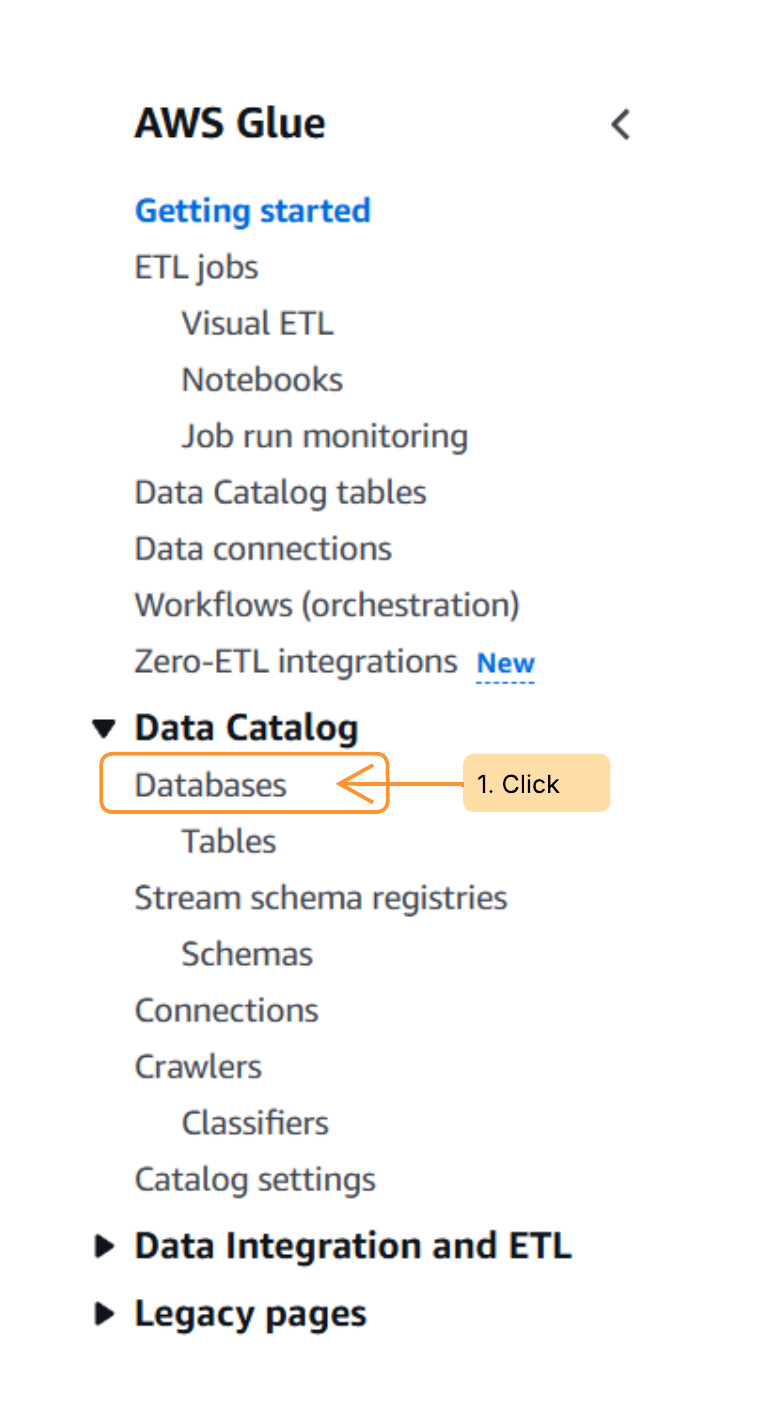 AWS Glue
Getting started
ETL jobs
Visual ETL
Notebooks
Job run monitoring
Data Catalog tables
Data connections
Workflows (orchestration)
Zero-ETL integrations New
Data Catalog
Databases 1. Click
Tables
Stream schema registries
Schemas
Connections
Crawlers
Classifiers
Catalog settings
Data Integration and ETL
Legacy pages